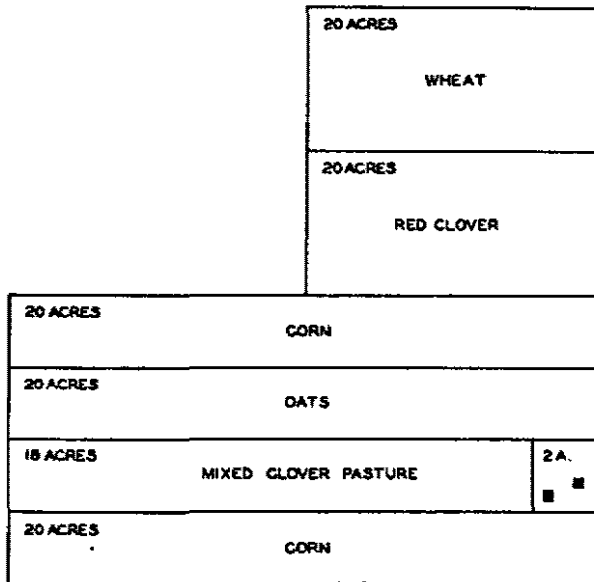 20 ACRES
WHEAT
20 ACRES
RED CLOVER
20 ACRES
CORN
20 ACRES
OATS
18 ACRES
MIXED CLOVER PASTURE
2 A.
20 ACRES
CORN